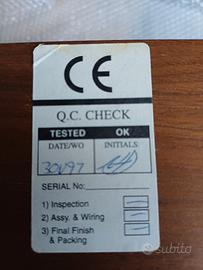 CE
Q.C. CHECK
TESTED OK
DATE/WO INITIALS
30V97
SERIAL No:
1) Inspection
2) Assy. & Wiring
3) Final Finish
& Packing
subito